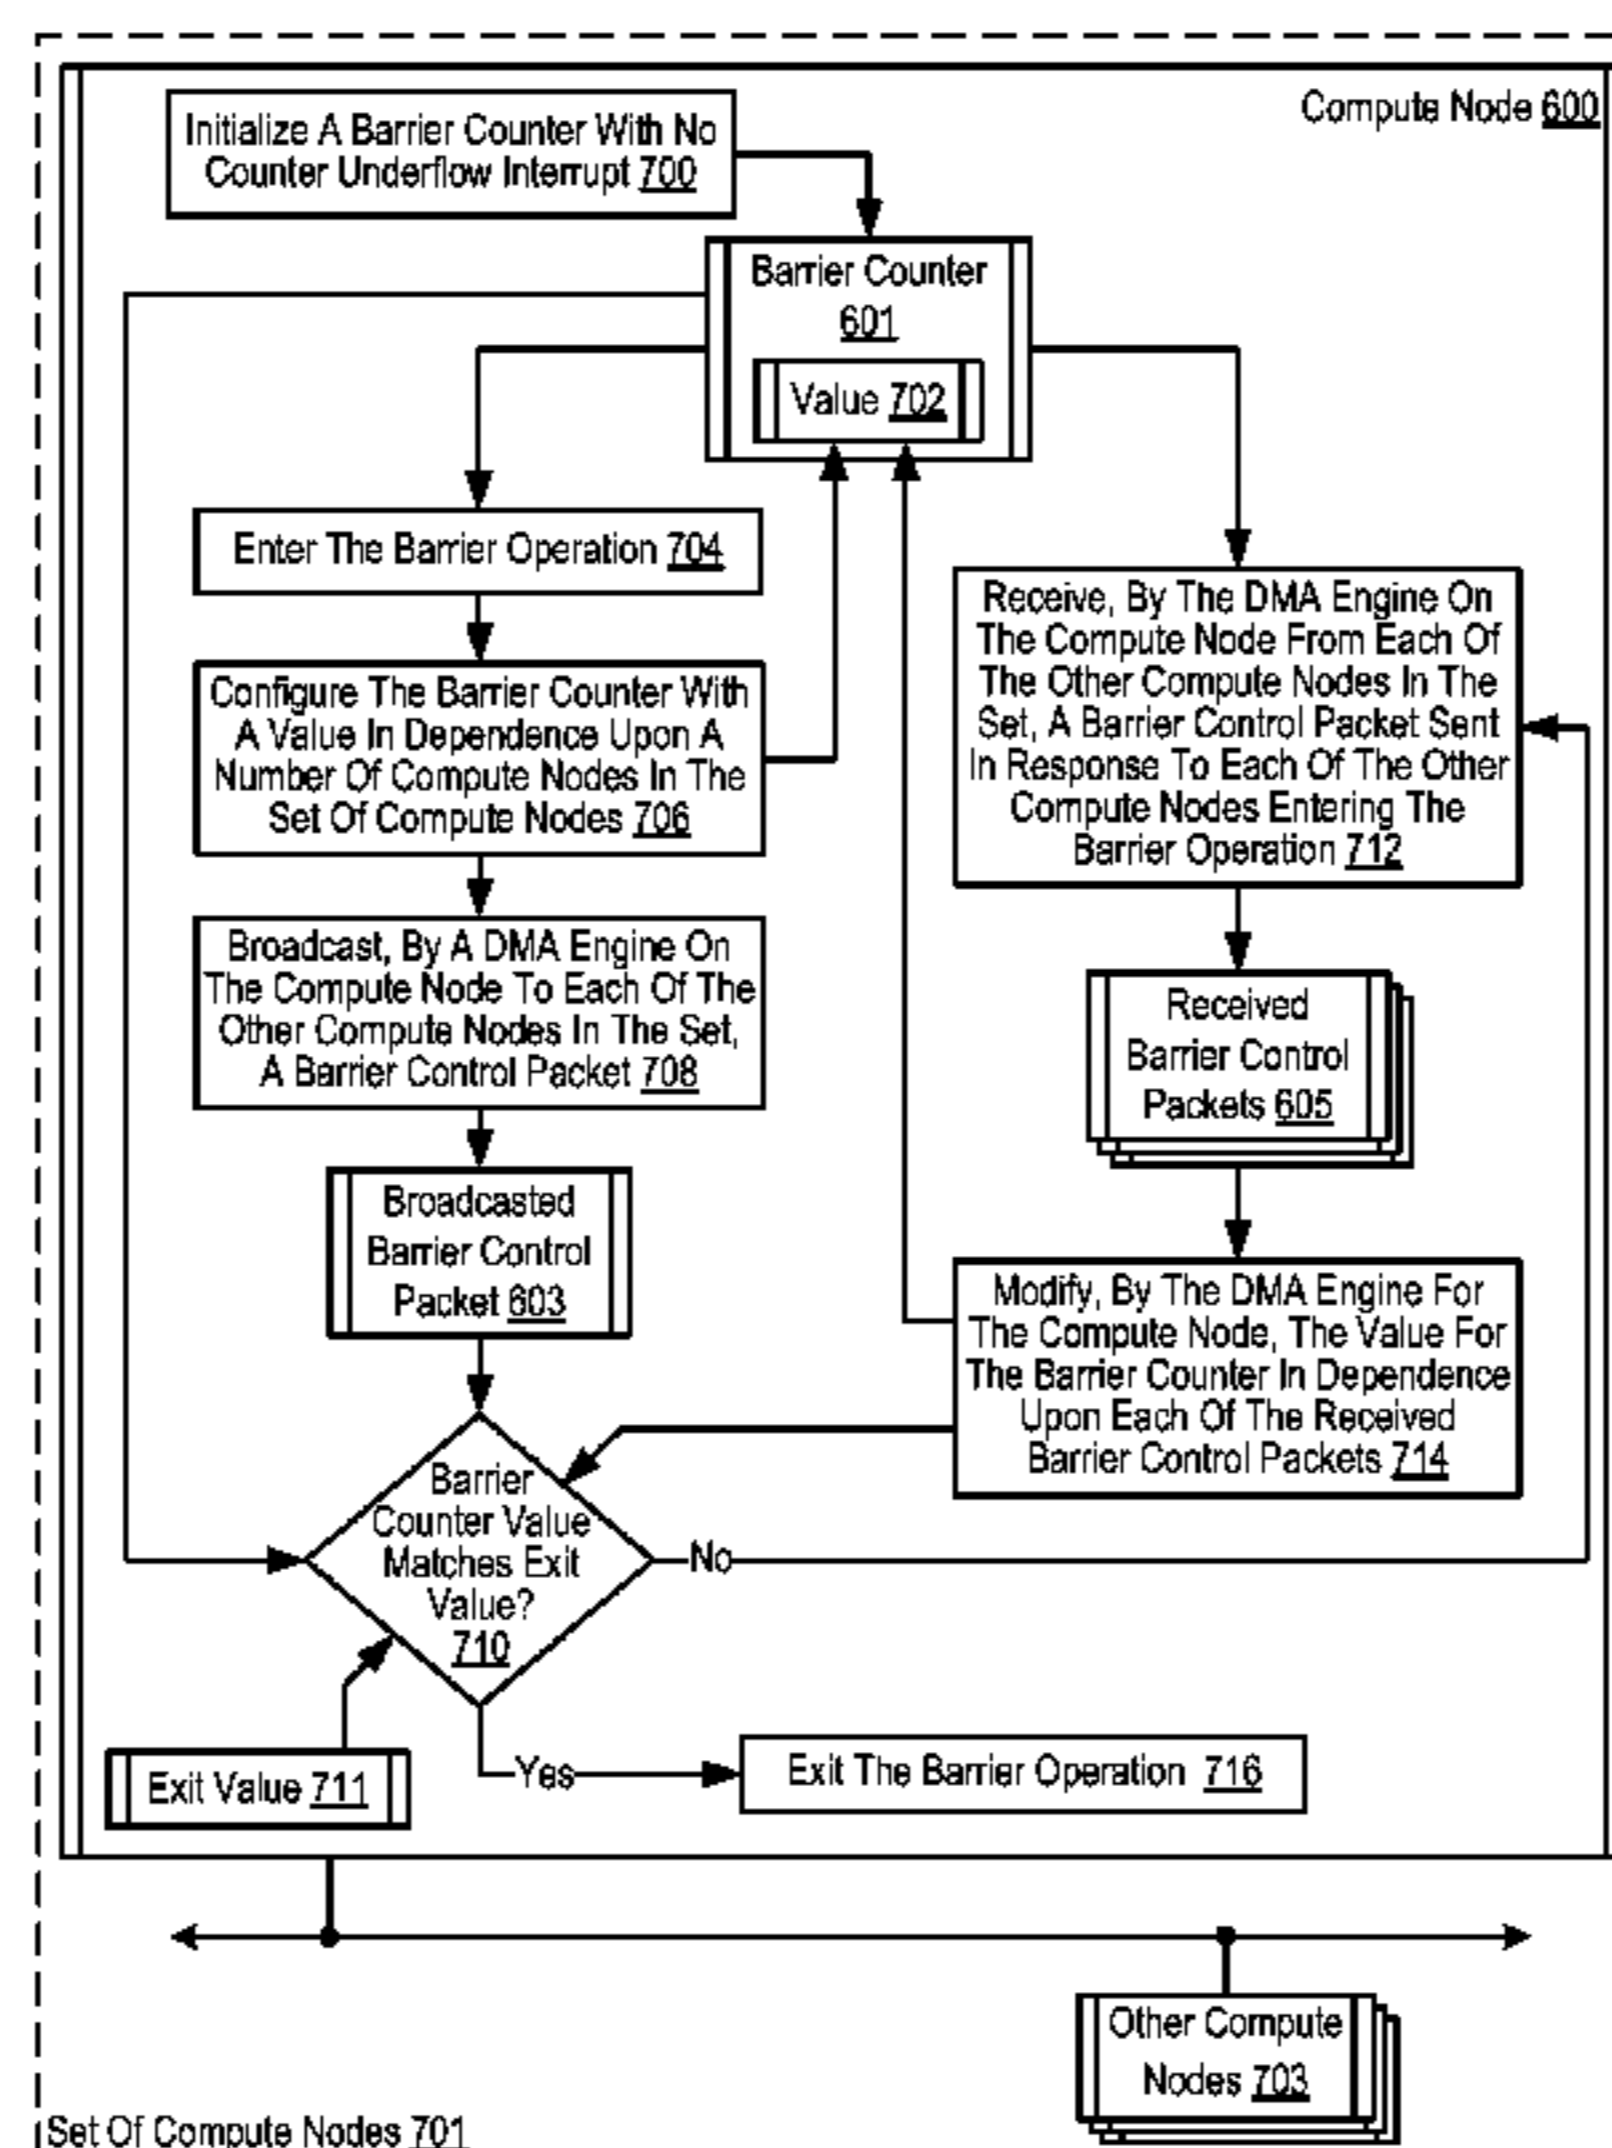 Compute Node 600
Initialize A Barrier Counter With No
Counter Underflow Interrupt 700
Barrier Counter
601
Value 702
Enter The Barrier Operation 704
Configure The Barrier Counter With
A Value In Dependence Upon A
Number Of Compute Nodes In The
Set Of Compute Nodes 706
Broadcast, By A DMA Engine On
The Compute Node To Each Of The
Other Compute Nodes In The Set,
A Barrier Control Packet 708
Broadcasted
Barrier Control
Packet 603
Receive, By The DMA Engine On
The Compute Node From Each Of
The Other Compute Nodes In The
Set, A Barrier Control Packet Sent
In Response To Each Of The Other
Compute Nodes Entering The
Barrier Operation 712
Received
Barrier Control
Packets 605
Modify, By The DMA Engine For
The Compute Node, The Value For
The Barrier Counter In Dependence
Upon Each Of The Received
Barrier Control Packets 714
Barrier
Counter Value
Matches Exit
Value?
710
No
Yes
Exit Value 711
Exit The Barrier Operation 716
Other Compute
Nodes 703
Set Of Compute Nodes 701